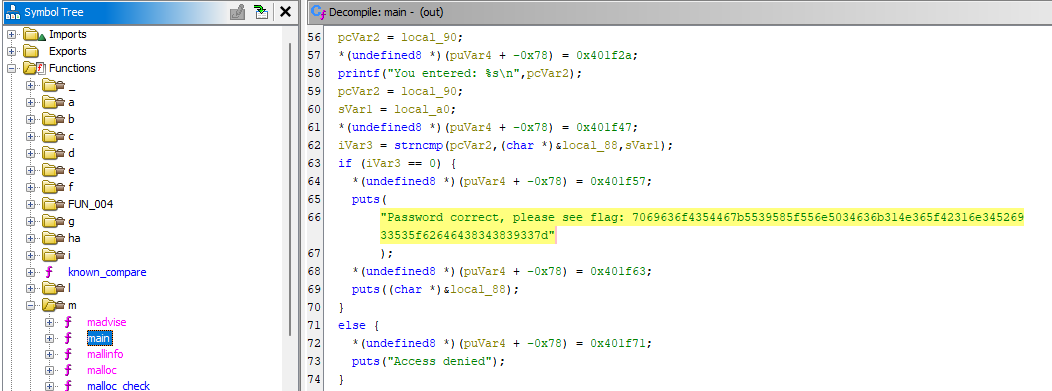 Symbol Tree
Imports
Exports
Functions
_
a
b
c
d
e
f
FUN_004
g
ha
i
known_compare
l
m
madvise
main
mallinfo
malloc
malloc_check
Decompile: main - (out)
56 pcVar2 = local_90;
57 *(undefined8 *)(puVar4 + -0x78) = 0x401f2a;
58 printf("You entered: %s\n",pcVar2);
59 pcVar2 = local_90;
60 sVar1 = local_a0;
61 *(undefined8 *)(puVar4 + -0x78) = 0x401f47;
62 iVar3 = strncmp(pcVar2,(char *)&local_88,sVar1);
63 if (iVar3 == 0) {
64 *(undefined8 *)(puVar4 + -0x78) = 0x401f57;
65 puts(
66 "Password correct, please see flag: 7069636f4354467b5539585f556e5034636b314e365f42316e345269
33535f62646438343839337d"
67 );
68 *(undefined8 *)(puVar4 + -0x78) = 0x401f63;
69 puts((char *)&local_88);
70 }
71 else {
72 *(undefined8 *)(puVar4 + -0x78) = 0x401f71;
73 puts("Access denied");
74 }